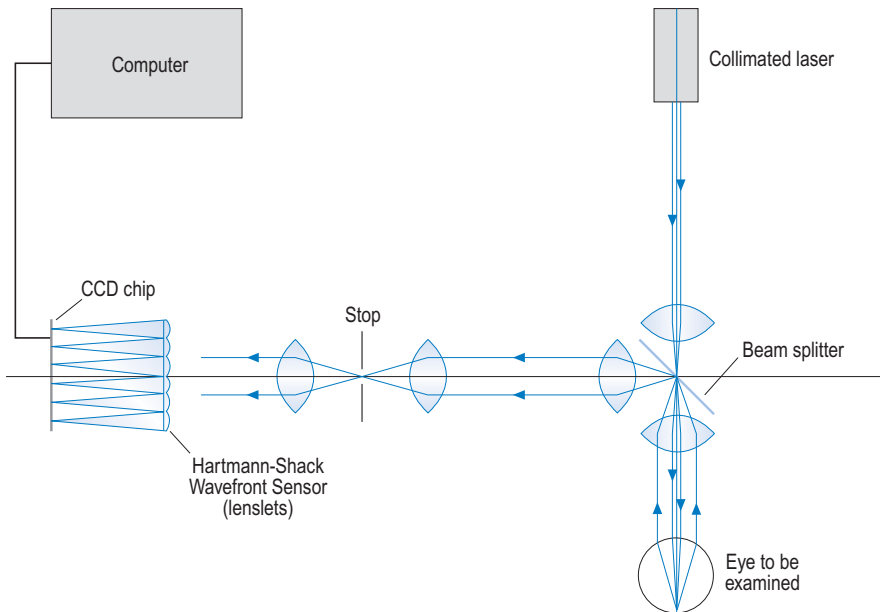 Computer
Collimated laser
CCD chip
Stop
Beam splitter
Hartmann-Shack
Wavefront Sensor
(lenslets)
Eye to be
examined